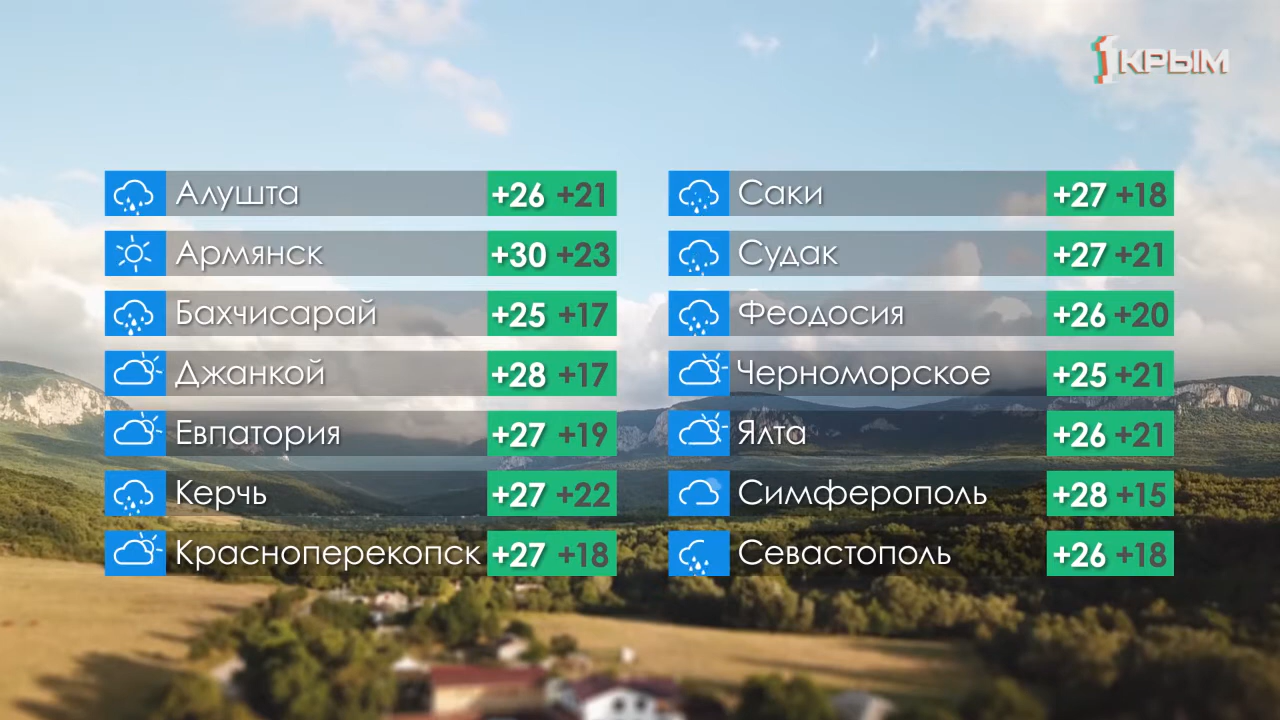 1 КРЫМ
Алушта +26 +21
Армянск +30 +23
Бахчисарай +25 +17
Джанкой +28 +17
Евпатория +27 +19
Керчь +27 +22
Красноперекопск +27 +18
Саки +27 +18
Судак +27 +21
Феодосия +26 +20
Черноморское +25 +21
Ялта +26 +21
Симферополь +28 +15
Севастополь +26 +18